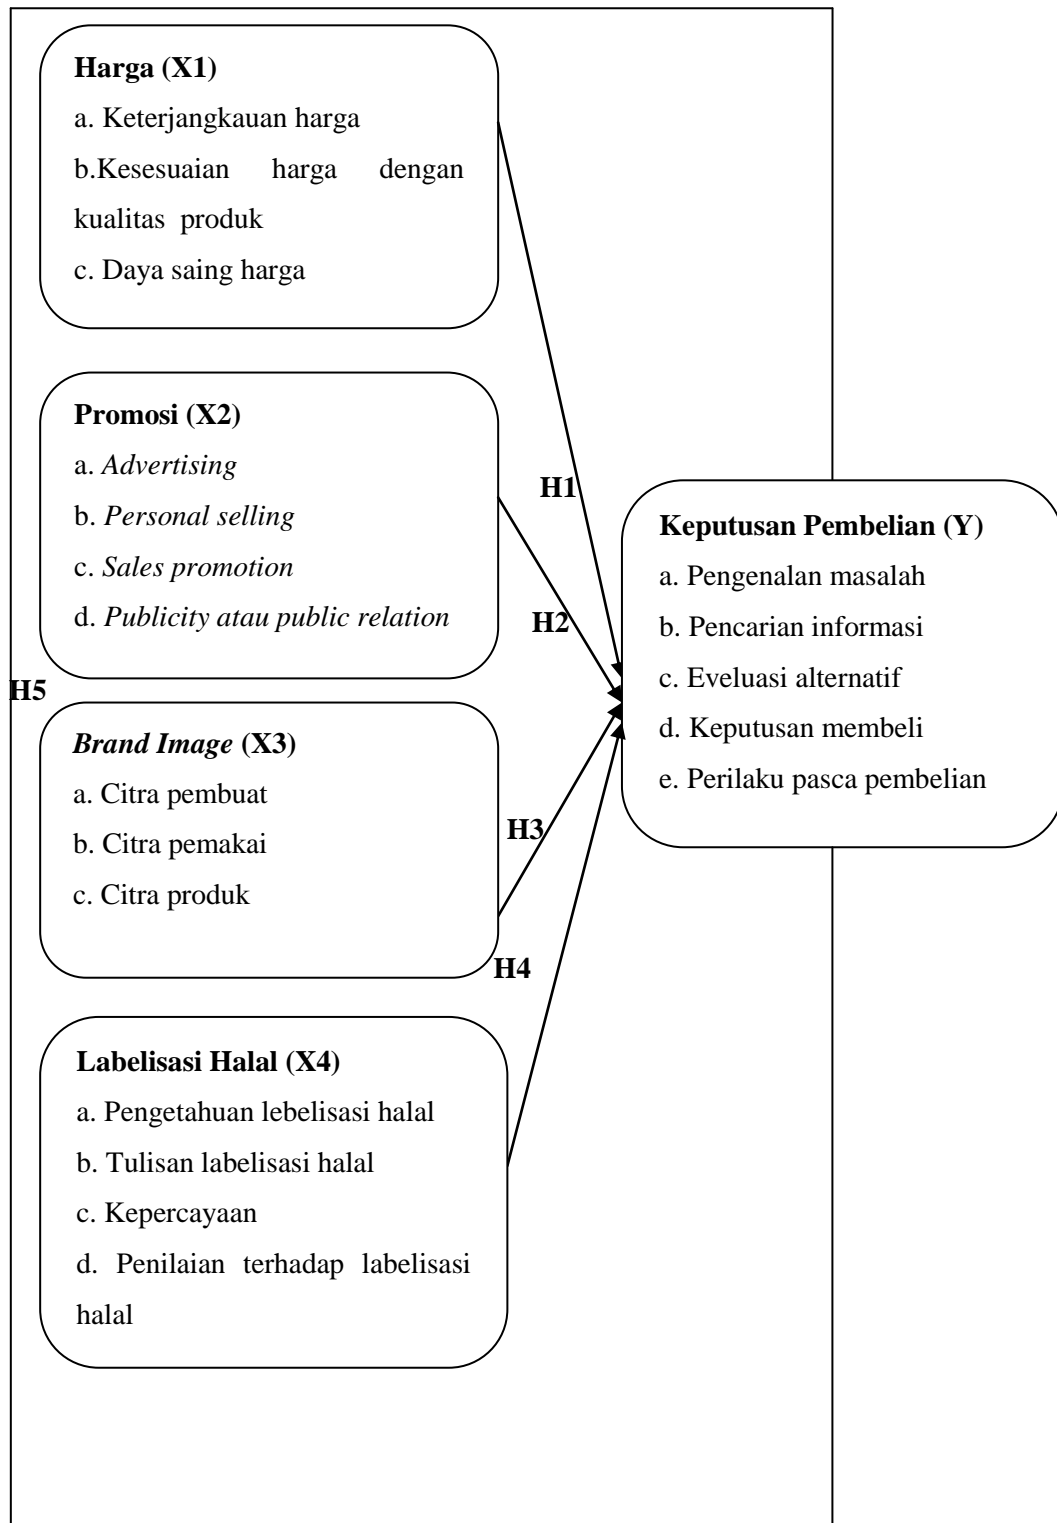 Harga (X1)
a. Keterjangkauan harga
b.Kesesuaian harga dengan
kualitas produk
c. Daya saing harga
Promosi (X2)
a. Advertising
b. Personal selling
c. Sales promotion
d. Publicity atau public relation
H5
Brand Image (X3)
a. Citra pembuat
b. Citra pemakai
c. Citra produk
Labelisasi Halal (X4)
a. Pengetahuan lebelisasi halal
b. Tulisan labelisasi halal
c. Kepercayaan
d. Penilaian terhadap labelisasi
halal
H1
H2
H3
H4
Keputusan Pembelian (Y)
a. Pengenalan masalah
b. Pencarian informasi
c. Eveluasi alternatif
d. Keputusan membeli
e. Perilaku pasca pembelian